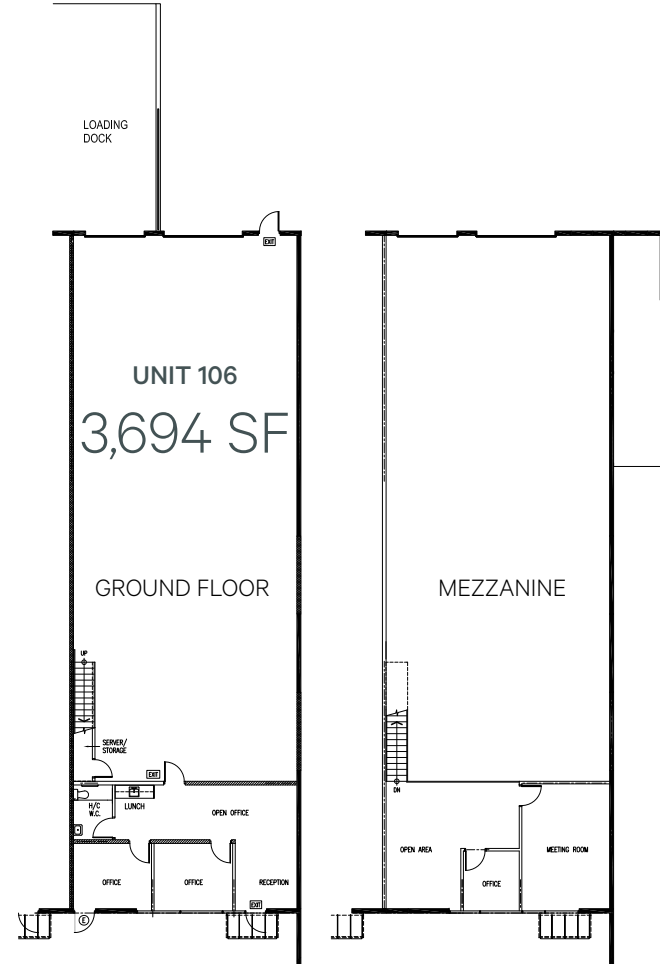 LOADING
DOCK
EXIT
UNIT 106
3,694 SF
GROUND FLOOR
MEZZANINE
UP
SERVER/
STORAGE
EXIT
DN
H/C
W.C.
LUNCH
OPEN OFFICE
OPEN AREA
MEETING ROOM
OFFICE
OFFICE
RECEPTION
OFFICE
EXIT
E